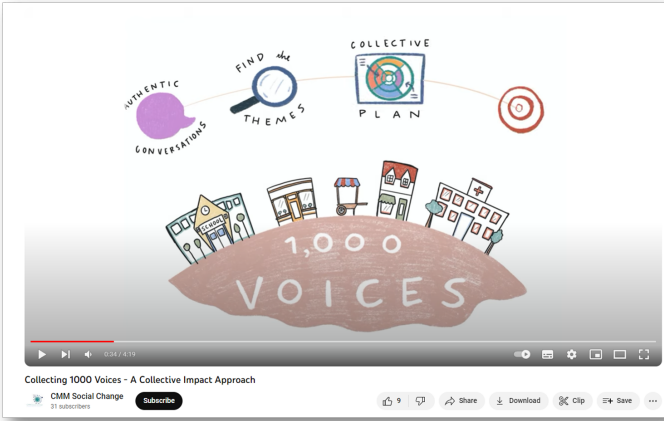 AUTHENTIC
CONVERSATIONS
FIND the
THEMES
COLLECTIVE
PLAN
SCHOOL
1,000
VOICES
0:34 / 4:19
Collecting 1000 Voices - A Collective Impact Approach
CMM Social Change
31 subscribers
Subscribe
9
Share
Download
Clip
Save